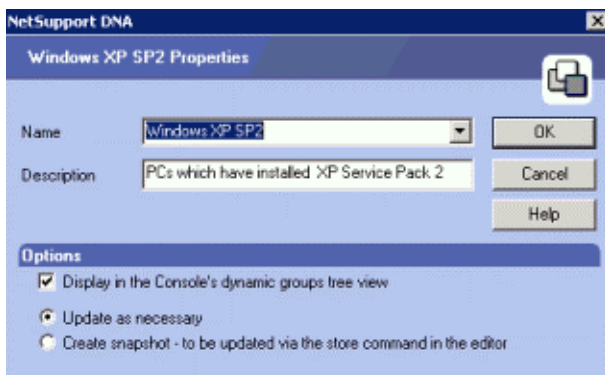 NetSupport DNA
Windows XP SP2 Properties
Name
Windows XP SP2
OK
Description
PCs which have installed XP Service Pack 2
Cancel
Help
Options
Display in the Console's dynamic groups tree view
Update as necessary
Create snapshot - to be updated via the store command in the editor